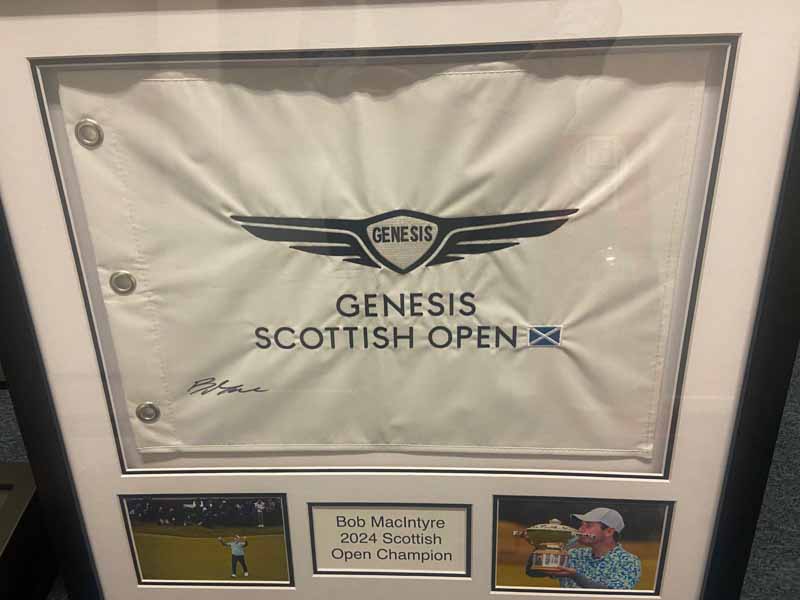 GENESIS
GENESIS
SCOTTISH OPEN
Bob MacIntyre
2024 Scottish
Open Champion